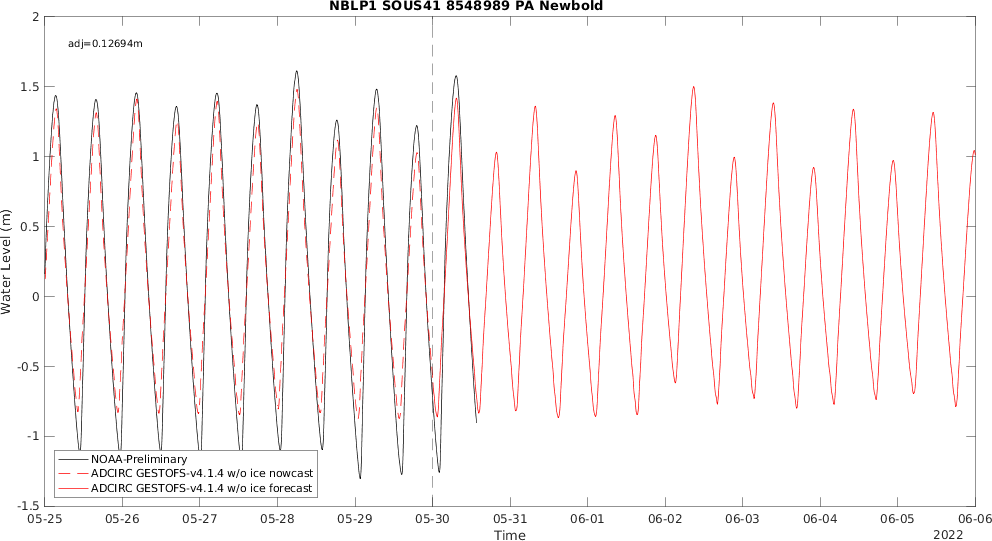 NBLP1 SOUS41 8548989 PA Newbold
adj=0.12694m
Water Level (m)
2
1.5
1
0.5
0
-0.5
-1
-1.5
NOAA-Preliminary
ADCIRC GESTOFS-v4.1.4 w/o ice nowcast
ADCIRC GESTOFS-v4.1.4 w/o ice forecast
05-25 05-26 05-27 05-28 05-29 05-30 05-31 06-01 06-02 06-03 06-04 06-05 06-06
Time
2022